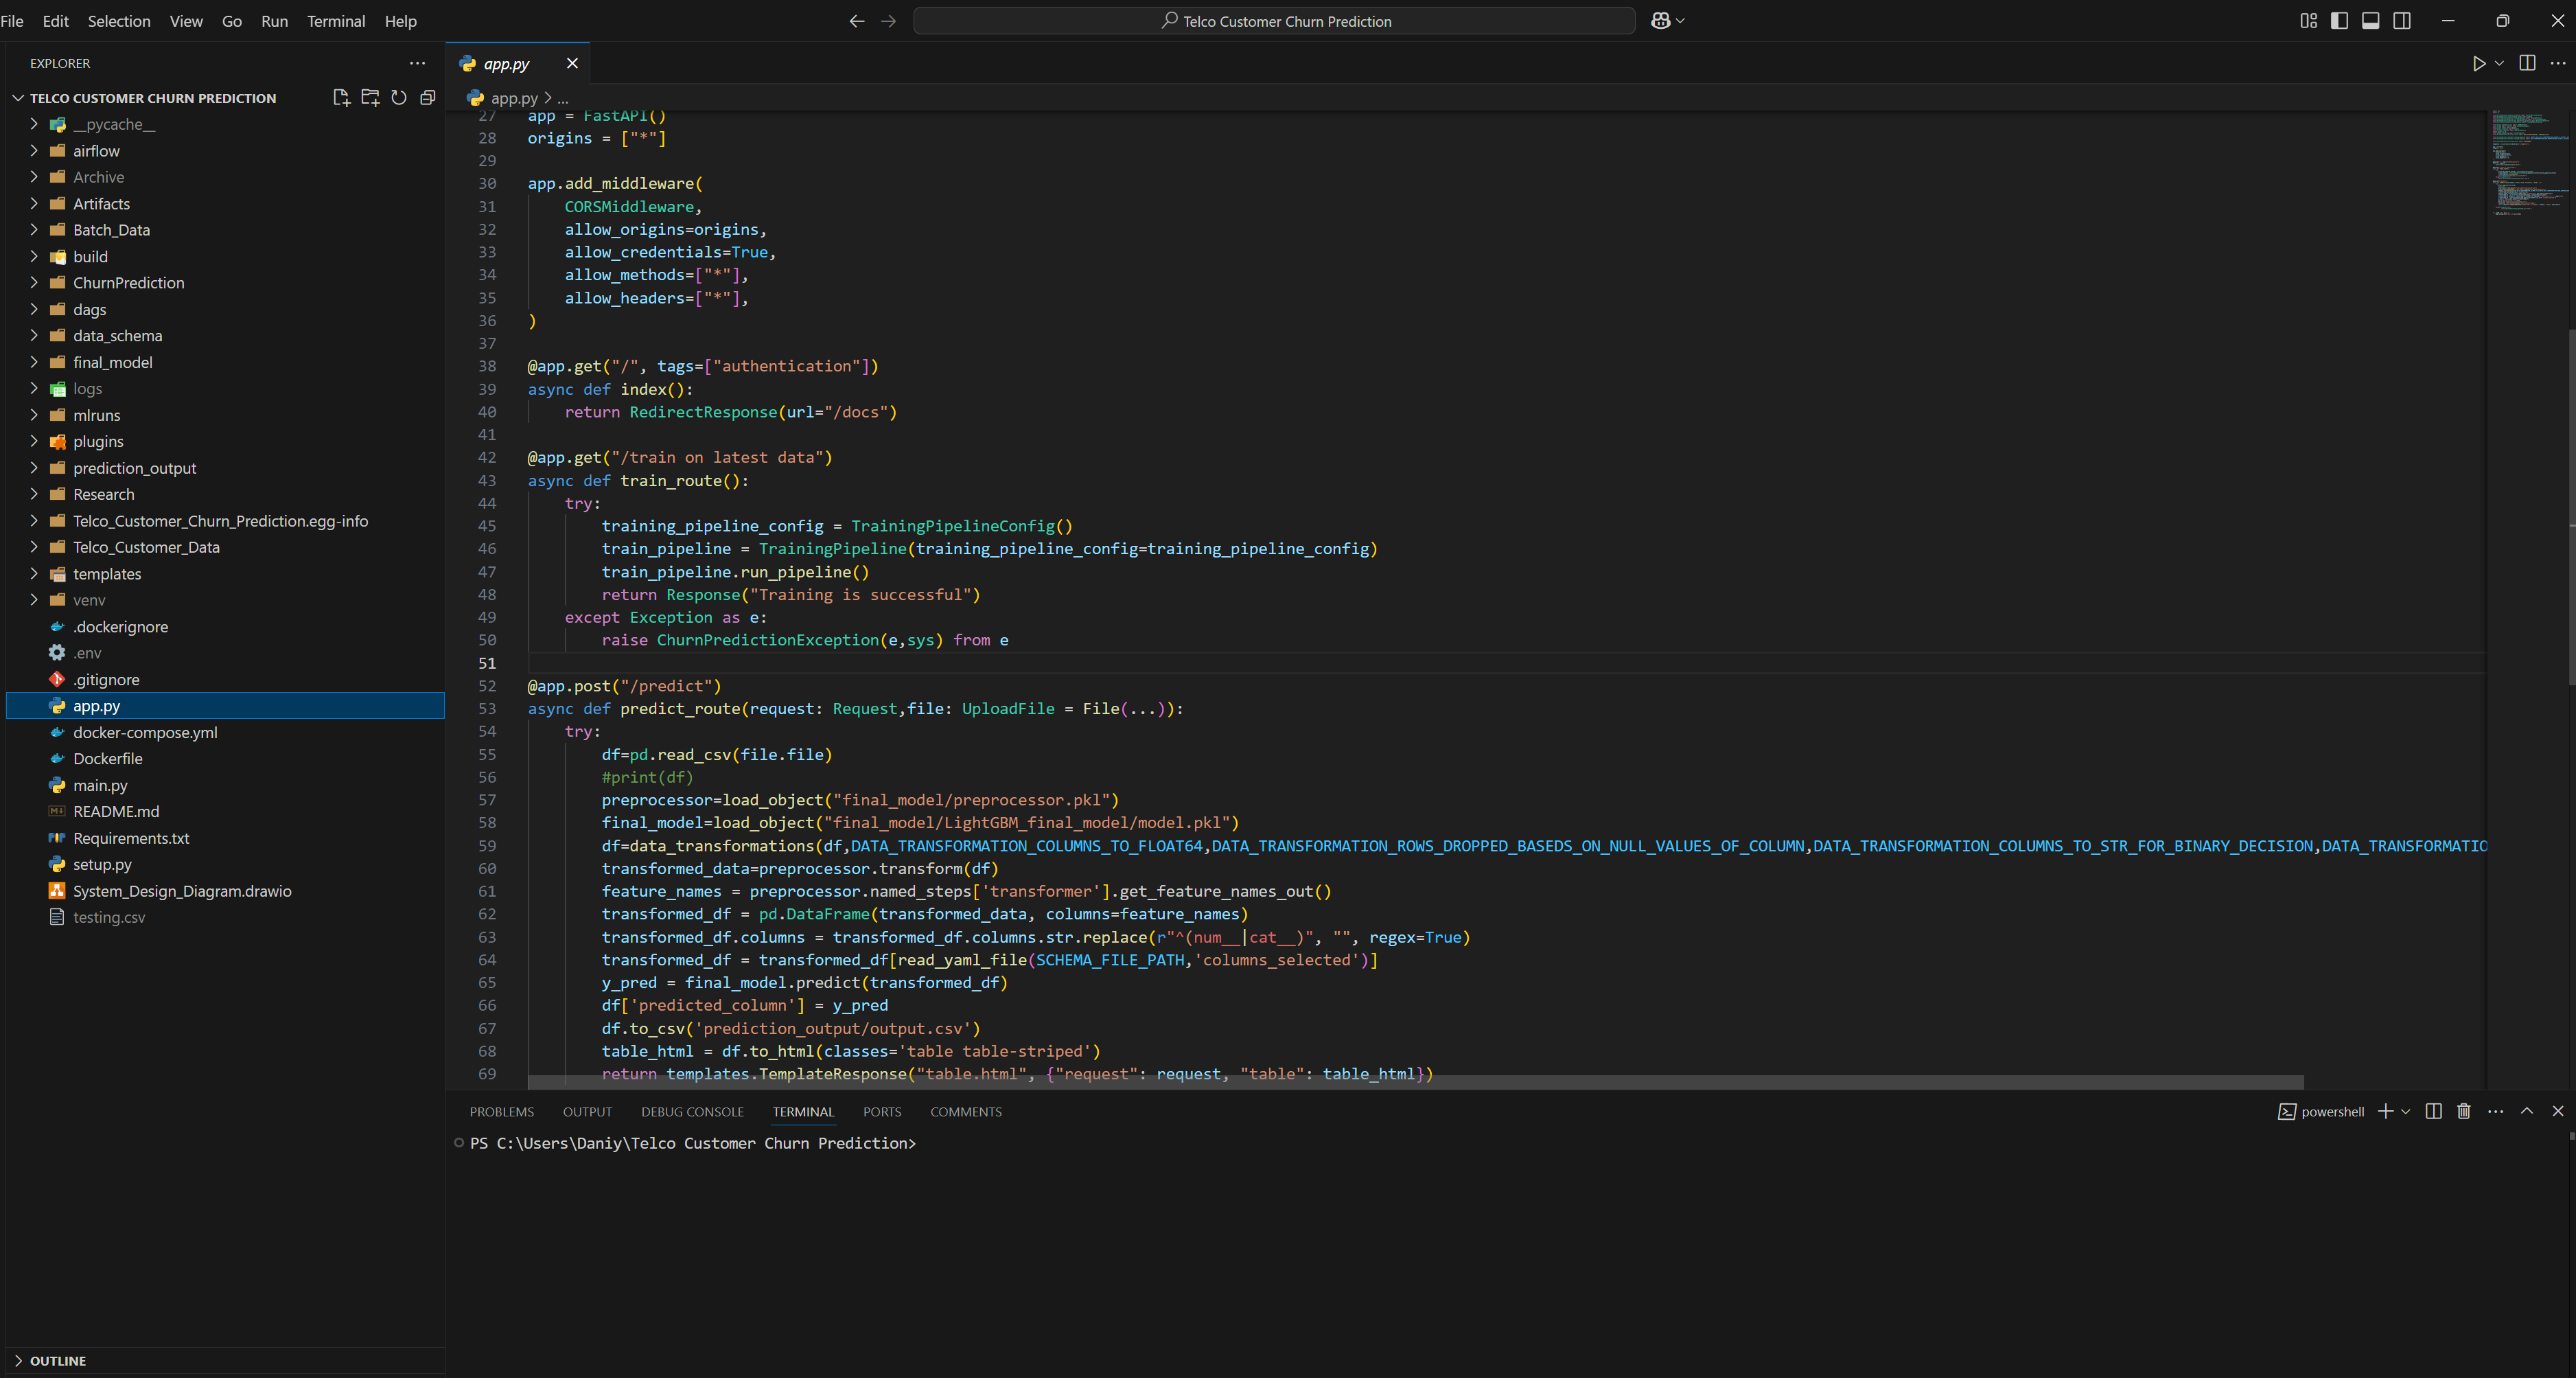 File Edit Selection View Go Run Terminal Help
Telco Customer Churn Prediction
EXPLORER
TELCO CUSTOMER CHURN PREDICTION
__pycache__
airflow
Archive
Artifacts
Batch_Data
build
ChurnPrediction
dags
data_schema
final_model
logs
mlruns
plugins
prediction_output
Research
Telco_Customer_Churn_Prediction.egg-info
Telco_Customer_Data
templates
venv
.dockerignore
.env
.gitignore
app.py
docker-compose.yml
Dockerfile
main.py
README.md
Requirements.txt
setup.py
System_Design_Diagram.drawio
testing.csv
OUTLINE
app.py
app.py > ...
27 app = FastAPI()
28 origins = ["*"]
29
30 app.add_middleware(
31     CORSMiddleware,
32     allow_origins=origins,
33     allow_credentials=True,
34     allow_methods=["*"],
35     allow_headers=["*"],
36 )
37
38 @app.get("/", tags=["authentication"])
39 async def index():
40     return RedirectResponse(url="/docs")
41
42 @app.get("/train on latest data")
43 async def train_route():
44     try:
45         training_pipeline_config = TrainingPipelineConfig()
46         train_pipeline = TrainingPipeline(training_pipeline_config=training_pipeline_config)
47         train_pipeline.run_pipeline()
48         return Response("Training is successful")
49     except Exception as e:
50         raise ChurnPredictionException(e,sys) from e
51
52 @app.post("/predict")
53 async def predict_route(request: Request,file: UploadFile = File(...)):
54     try:
55         df=pd.read_csv(file.file)
56         #print(df)
57         preprocessor=load_object("final_model/preprocessor.pkl")
58         final_model=load_object("final_model/LightGBM_final_model/model.pkl")
59         df=data_transformations(df,DATA_TRANSFORMATION_COLUMNS_TO_FLOAT64,DATA_TRANSFORMATION_ROWS_DROPPED_BASEDS_ON_NULL_VALUES_OF_COLUMN,DATA_TRANSFORMATION_COLUMNS_TO_STR_FOR_BINARY_DECISION,DATA_TRANSFORMATIO
60         transformed_data=preprocessor.transform(df)
61         feature_names = preprocessor.named_steps['transformer'].get_feature_names_out()
62         transformed_df = pd.DataFrame(transformed_data, columns=feature_names)
63         transformed_df.columns = transformed_df.columns.str.replace(r"^(num__|cat__)", "", regex=True)
64         transformed_df = transformed_df[read_yaml_file(SCHEMA_FILE_PATH,'columns_selected')]
65         y_pred = final_model.predict(transformed_df)
66         df['predicted_column'] = y_pred
67         df.to_csv('prediction_output/output.csv')
68         table_html = df.to_html(classes='table table-striped')
69         return templates.TemplateResponse("table.html", {"request": request, "table": table_html})
PROBLEMS OUTPUT DEBUG CONSOLE TERMINAL PORTS COMMENTS
powershell
PS C:\Users\Daniy\Telco Customer Churn Prediction>